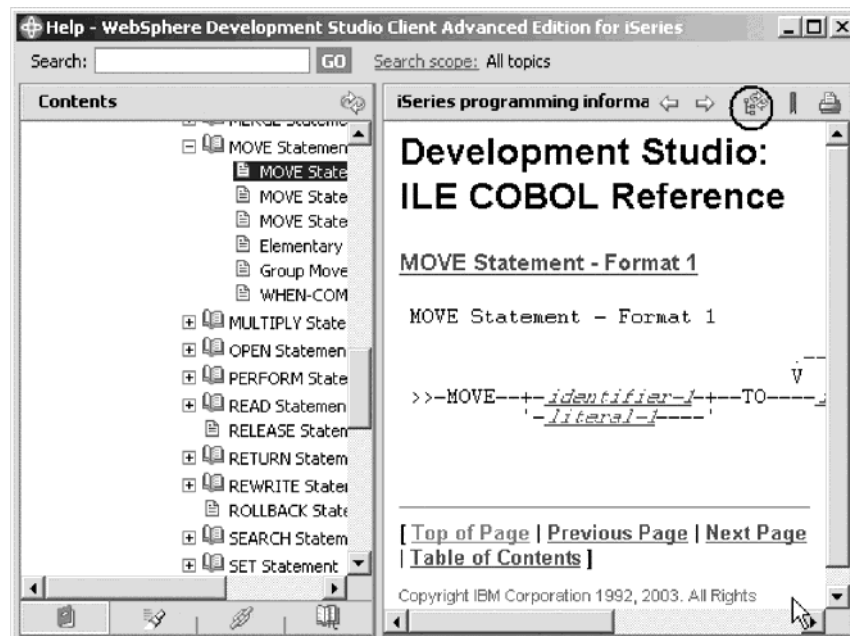 Help - WebSphere Development Studio Client Advanced Edition for iSeries
Search: GO Search scope: All topics
Contents
MERGE Stateme
MOVE Statemen
MOVE State
MOVE State
MOVE State
Elementary
Group Move
WHEN-COM
MULTIPLY State
OPEN Statemen
PERFORM State
READ Statemen
RELEASE Staten
RETURN Statem
REWRITE Stater
ROLLBACK State
SEARCH Statem
SET Statement
iSeries programming informa
Development Studio:
ILE COBOL Reference
MOVE Statement - Format 1
MOVE Statement - Format 1
.--
V
>>-MOVE--+-identifier-1-+--TO----
'-literal-1----'
[ Top of Page | Previous Page | Next Page
| Table of Contents ]
Copyright IBM Corporation 1992, 2003. All Rights